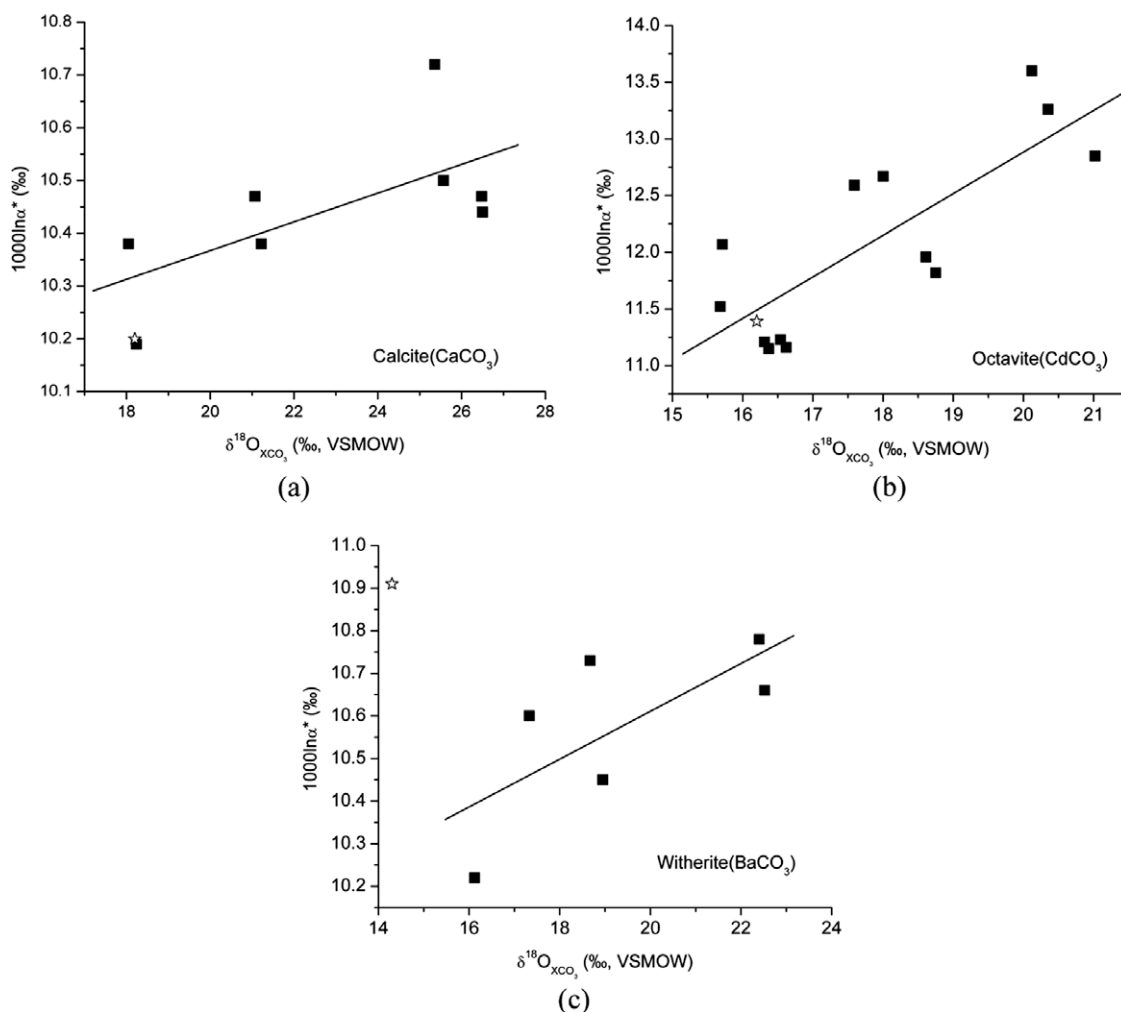 10.8
10.7
10.6
10.5
10.4
10.3
10.2
10.1
1000lnα* (‰)
Calcite(CaCO₃)
18 20 22 24 26 28
δ¹⁸O_XCO₃ (‰, VSMOW)
(a)
14.0
13.5
13.0
12.5
12.0
11.5
11.0
1000lnα* (‰)
Octavite(CdCO₃)
15 16 17 18 19 20 21
δ¹⁸O_XCO₃ (‰, VSMOW)
(b)
11.0
10.9
10.8
10.7
10.6
10.5
10.4
10.3
10.2
1000lnα* (‰)
Witherite(BaCO₃)
14 16 18 20 22 24
δ¹⁸O_XCO₃ (‰, VSMOW)
(c)